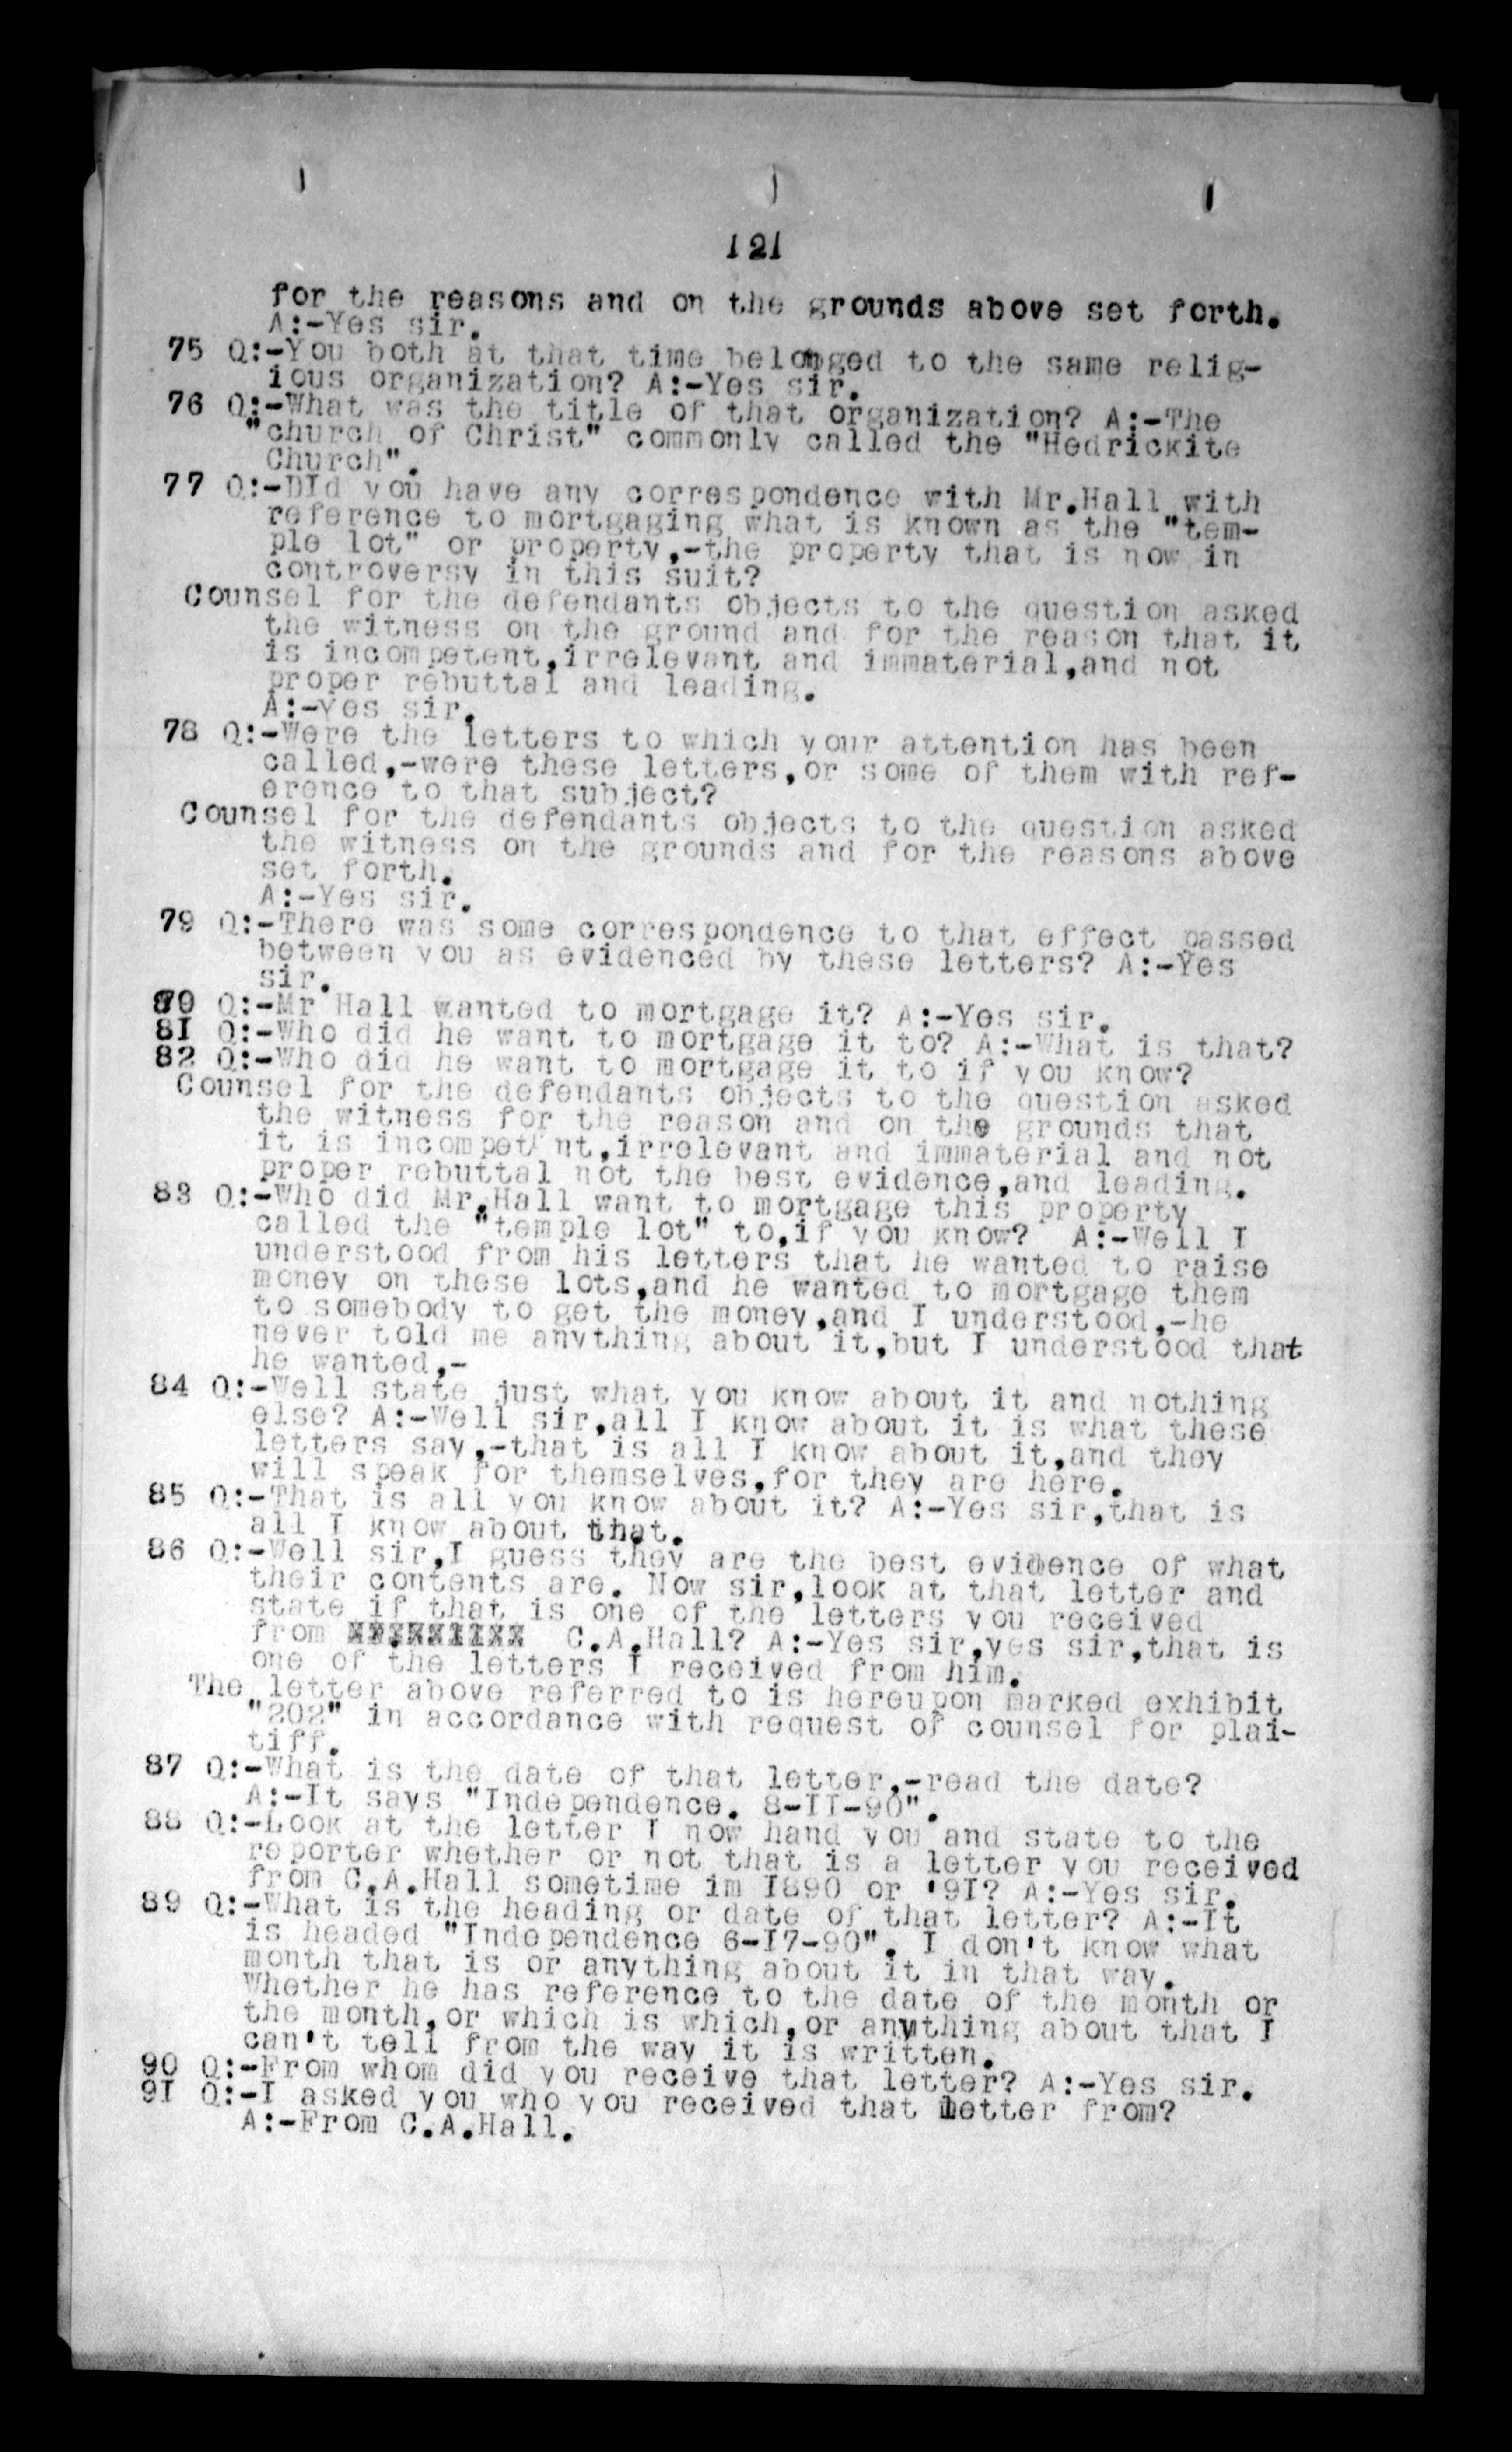 121
for the reasons and on the grounds above set forth.
A:-Yes sir.
75 Q:-You both at that time belonged to the same relig-
ious organization? A:-Yes sir.
76 Q:-What was the title of that organization? A:-The
"church of Christ" commonly called the "Hedrickite
Church".
77 Q:-DId you have any correspondence with Mr.Hall with
reference to mortgaging what is known as the "tem-
ple lot" or property,-the property that is now in
controversy in this suit?
Counsel for the defendants objects to the question asked
the witness on the ground and for the reason that it
is incompetent,irrelevant and immaterial,and not
proper rebuttal and leading.
A:-Yes sir.
78 Q:-Were the letters to which your attention has been
called,-were these letters,or some of them with ref-
erence to that subject?
Counsel for the defendants objects to the question asked
the witness on the grounds and for the reasons above
set forth.
A:-Yes sir.
79 Q:-There was some correspondence to that effect passed
between you as evidenced by these letters? A:-Yes
sir.
80 Q:-Mr Hall wanted to mortgage it? A:-Yes sir.
8I Q:-Who did he want to mortgage it to? A:-What is that?
82 Q:-Who did he want to mortgage it to if you know?
Counsel for the defendants objects to the question asked
the witness for the reason and on the grounds that
it is incompetent,irrelevant and immaterial and not
proper rebuttal not the best evidence,and leading.
83 Q:-Who did Mr.Hall want to mortgage this property
called the "temple lot" to,if you know? A:-Well I
understood from his letters that he wanted to raise
money on these lots,and he wanted to mortgage them
to somebody to get the money,and I understood,-he
never told me anything about it,but I understood that
he wanted,-
84 Q:-Well state just what you know about it and nothing
else? A:-Well sir,all I know about it is what these
letters say,-that is all I know about it,and they
will speak for themselves,for they are here.
85 Q:-That is all you know about it? A:-Yes sir,that is
all I know about that.
86 Q:-Well sir,I guess they are the best evidence of what
their contents are. Now sir,look at that letter and
state if that is one of the letters you received
from C.A.Hall? A:-Yes sir,yes sir,that is
one of the letters I received from him.
The letter above referred to is hereupon marked exhibit
"202" in accordance with request of counsel for plai-
tiff.
87 Q:-What is the date of that letter,-read the date?
A:-It says "Independence. 8-II-90".
88 Q:-Look at the letter I now hand you and state to the
reporter whether or not that is a letter you received
from C.A.Hall sometime im I890 or '9I? A:-Yes sir.
89 Q:-What is the heading or date of that letter? A:-It
is headed "Independence 6-I7-90". I don't know what
month that is or anything about it in that way.
Whether he has reference to the date of the month or
the month,or which is which,or anything about that I
can't tell from the way it is written.
90 Q:-From whom did you receive that letter? A:-Yes sir.
9I Q:-I asked you who you received that letter from?
A:-From C.A.Hall.